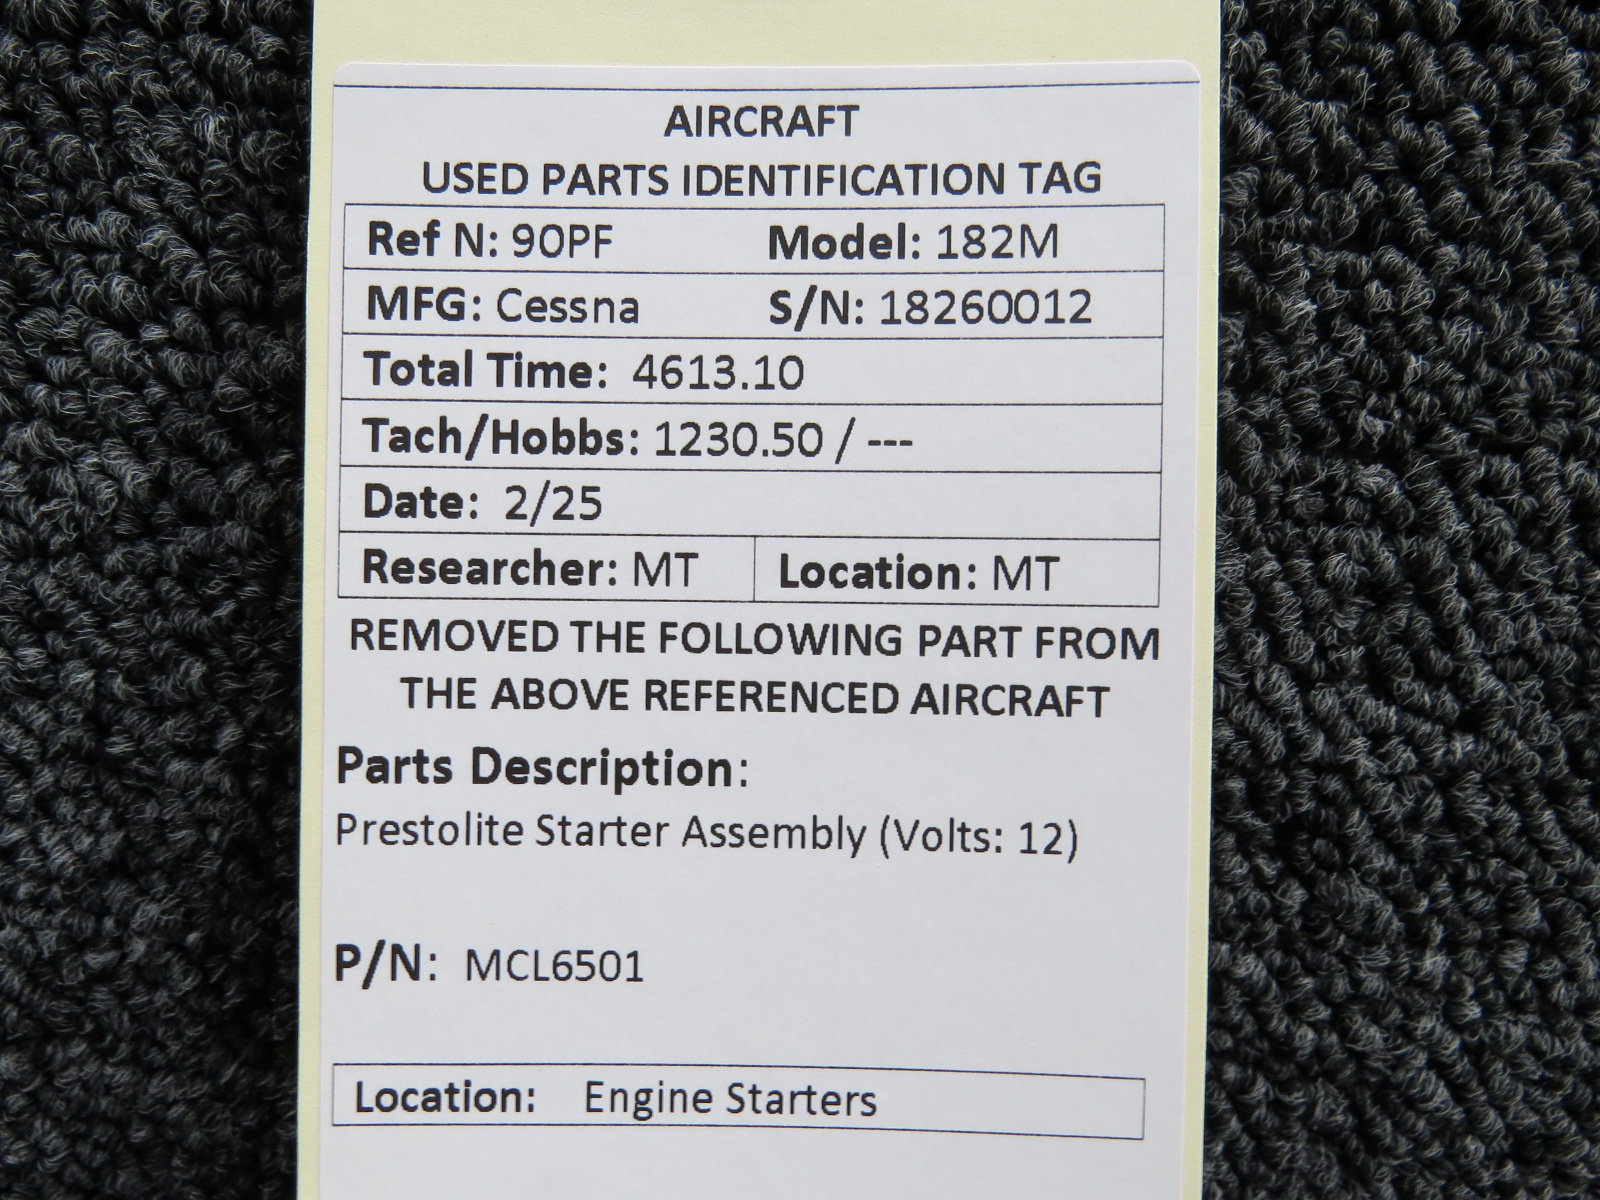 AIRCRAFT
USED PARTS IDENTIFICATION TAG
Ref N: 90PF Model: 182M
MFG: Cessna S/N: 18260012
Total Time: 4613.10
Tach/Hobbs: 1230.50 / ---
Date: 2/25
Researcher: MT Location: MT
REMOVED THE FOLLOWING PART FROM
THE ABOVE REFERENCED AIRCRAFT
Parts Description:
Prestolite Starter Assembly (Volts: 12)
P/N: MCL6501
Location: Engine Starters